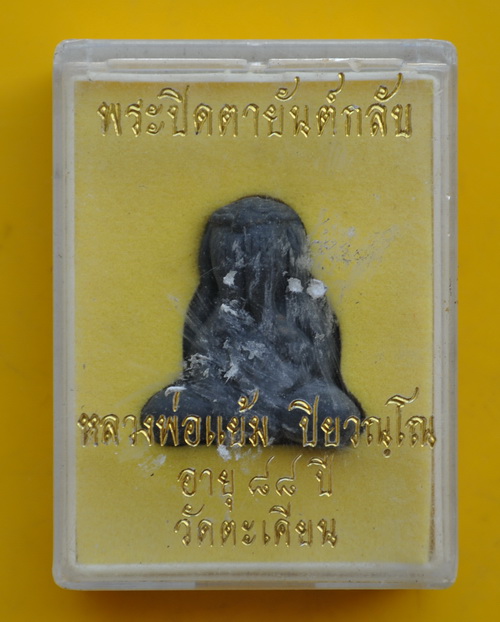 พระปิดตายันต์กลับ
หลวงพ่อแย้ม ปิยวณฺโณ
อายุ ๘๘ ปี
วัดตะเคียน